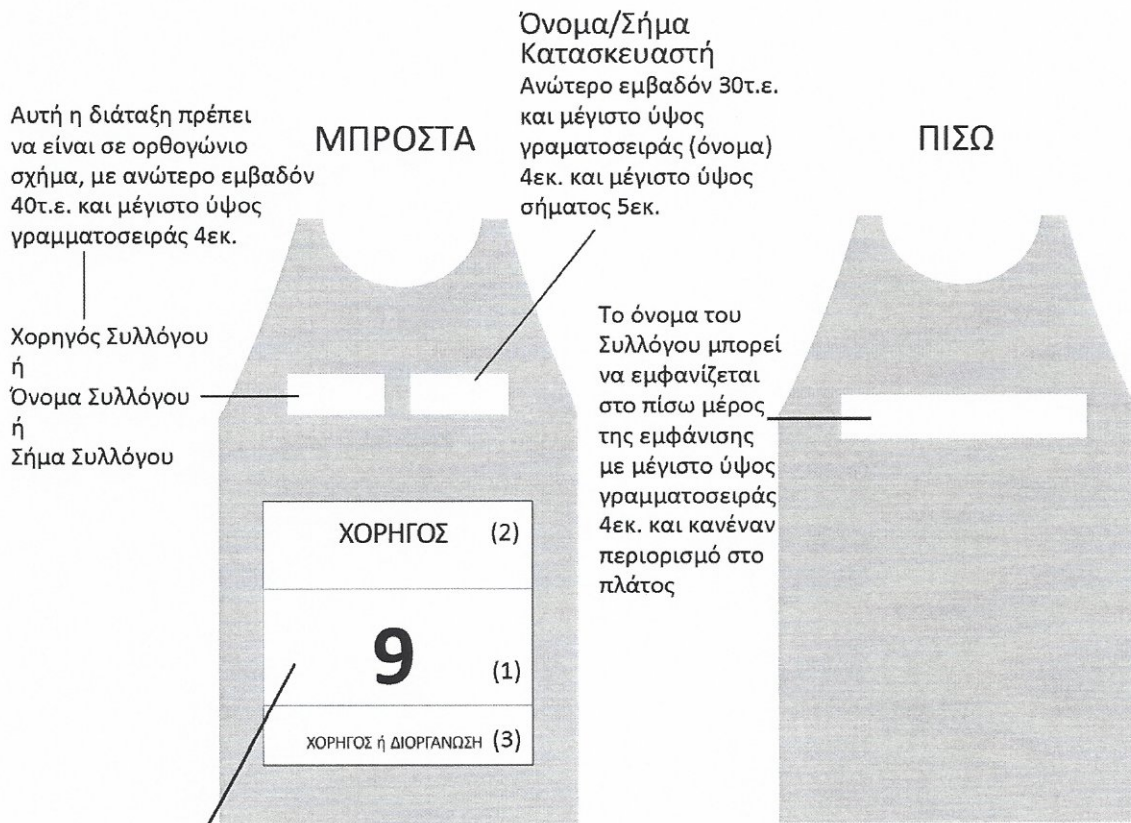 Όνομα/Σήμα
Κατασκευαστή
Ανώτερο εμβαδόν 30τ.ε.
και μέγιστο ύψος
γραματοσειράς (όνομα)
4εκ. και μέγιστο ύψος
σήματος 5εκ.
Αυτή η διάταξη πρέπει
να είναι σε ορθογώνιο
σχήμα, με ανώτερο εμβαδόν
40τ.ε. και μέγιστο ύψος
γραμματοσειράς 4εκ.
ΜΠΡΟΣΤΑ
ΠΙΣΩ
Χορηγός Συλλόγου
ή
Όνομα Συλλόγου
ή
Σήμα Συλλόγου
Το όνομα του
Συλλόγου μπορεί
να εμφανίζεται
στο πίσω μέρος
της εμφάνισης
με μέγιστο ύψος
γραμματοσειράς
4εκ. και κανέναν
περιορισμό στο
πλάτος
ΧΟΡΗΓΟΣ (2)
9 (1)
ΧΟΡΗΓΟΣ ή ΔΙΟΡΓΑΝΩΣΗ (3)